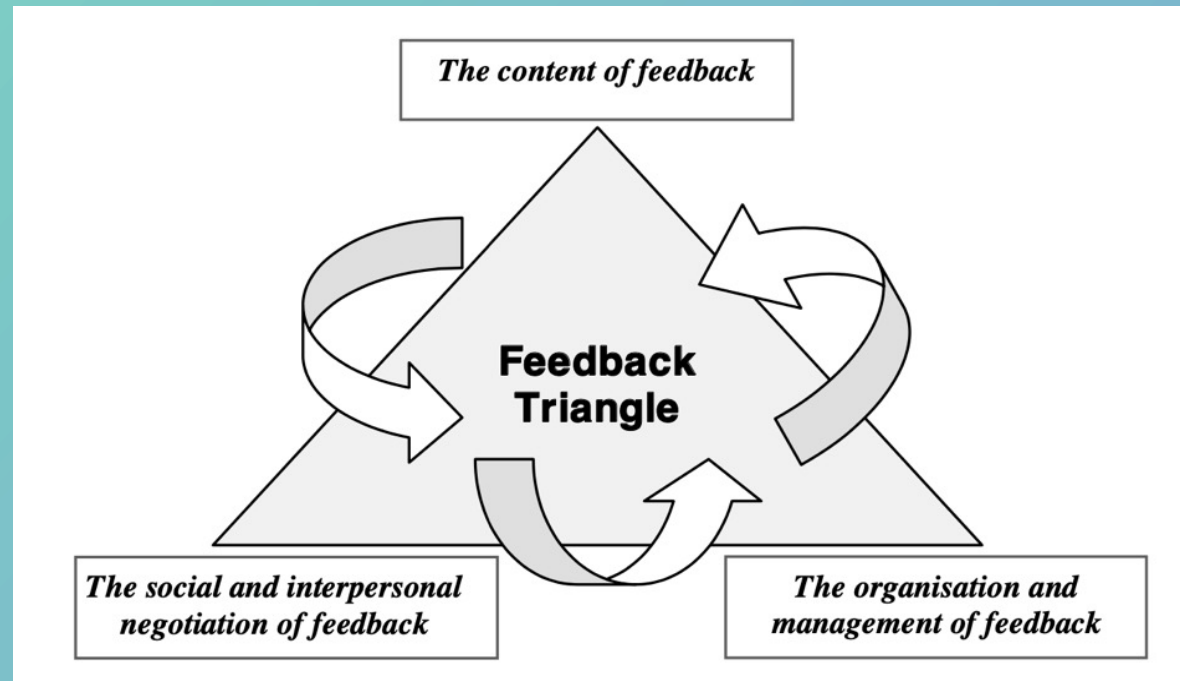 The content of feedback
Feedback
Triangle
The social and interpersonal
negotiation of feedback
The organisation and
management of feedback